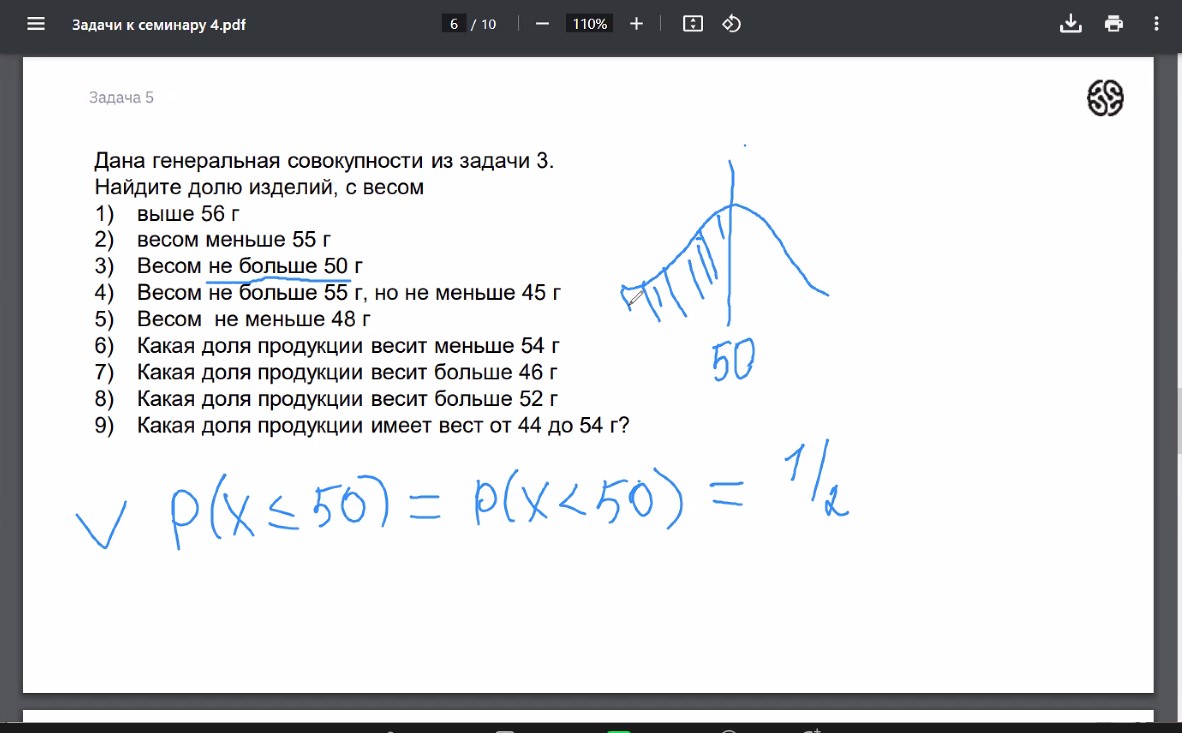 Задачи к семинару 4.pdf
6 / 10
110%
Задача 5
Дана генеральная совокупности из задачи 3.
Найдите долю изделий, с весом
1) выше 56 г
2) весом меньше 55 г
3) Весом не больше 50 г
4) Весом не больше 55 г, но не меньше 45 г
5) Весом не меньше 48 г
6) Какая доля продукции весит меньше 54 г
7) Какая доля продукции весит больше 46 г
8) Какая доля продукции весит больше 52 г
9) Какая доля продукции имеет вест от 44 до 54 г?
50
P(X≤50) = P(X<50) = 1/2